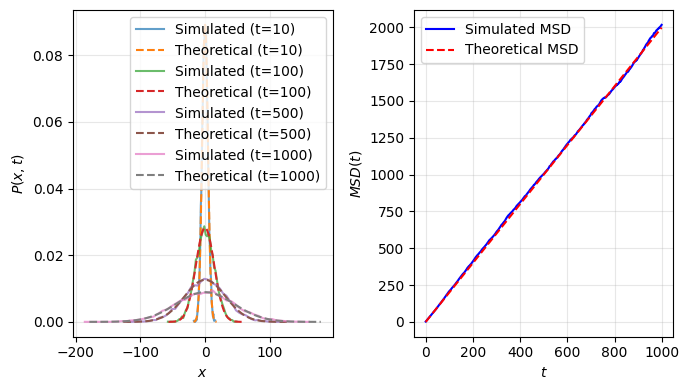 0.08
0.06
0.04
0.02
0.00
P(x, t)
−200
−100
0
100
x
Simulated (t=10)
Theoretical (t=10)
Simulated (t=100)
Theoretical (t=100)
Simulated (t=500)
Theoretical (t=500)
Simulated (t=1000)
Theoretical (t=1000)
2000
1750
1500
1250
1000
750
500
250
0
MSD(t)
0
200
400
600
800
1000
t
Simulated MSD
Theoretical MSD